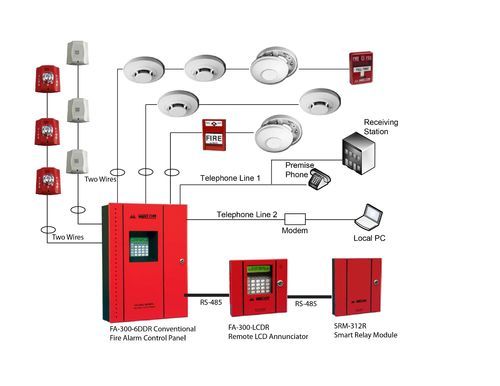 Receiving
Station
Premise
Phone
Two Wires
Telephone Line 1
Telephone Line 2
Modem
Local PC
Two Wires
FIRE
RS-485
RS-485
FA-300-6DDR Conventional
Fire Alarm Control Panel
FA-300-LCDR
Remote LCD Annunciator
SRM-312R
Smart Relay Module